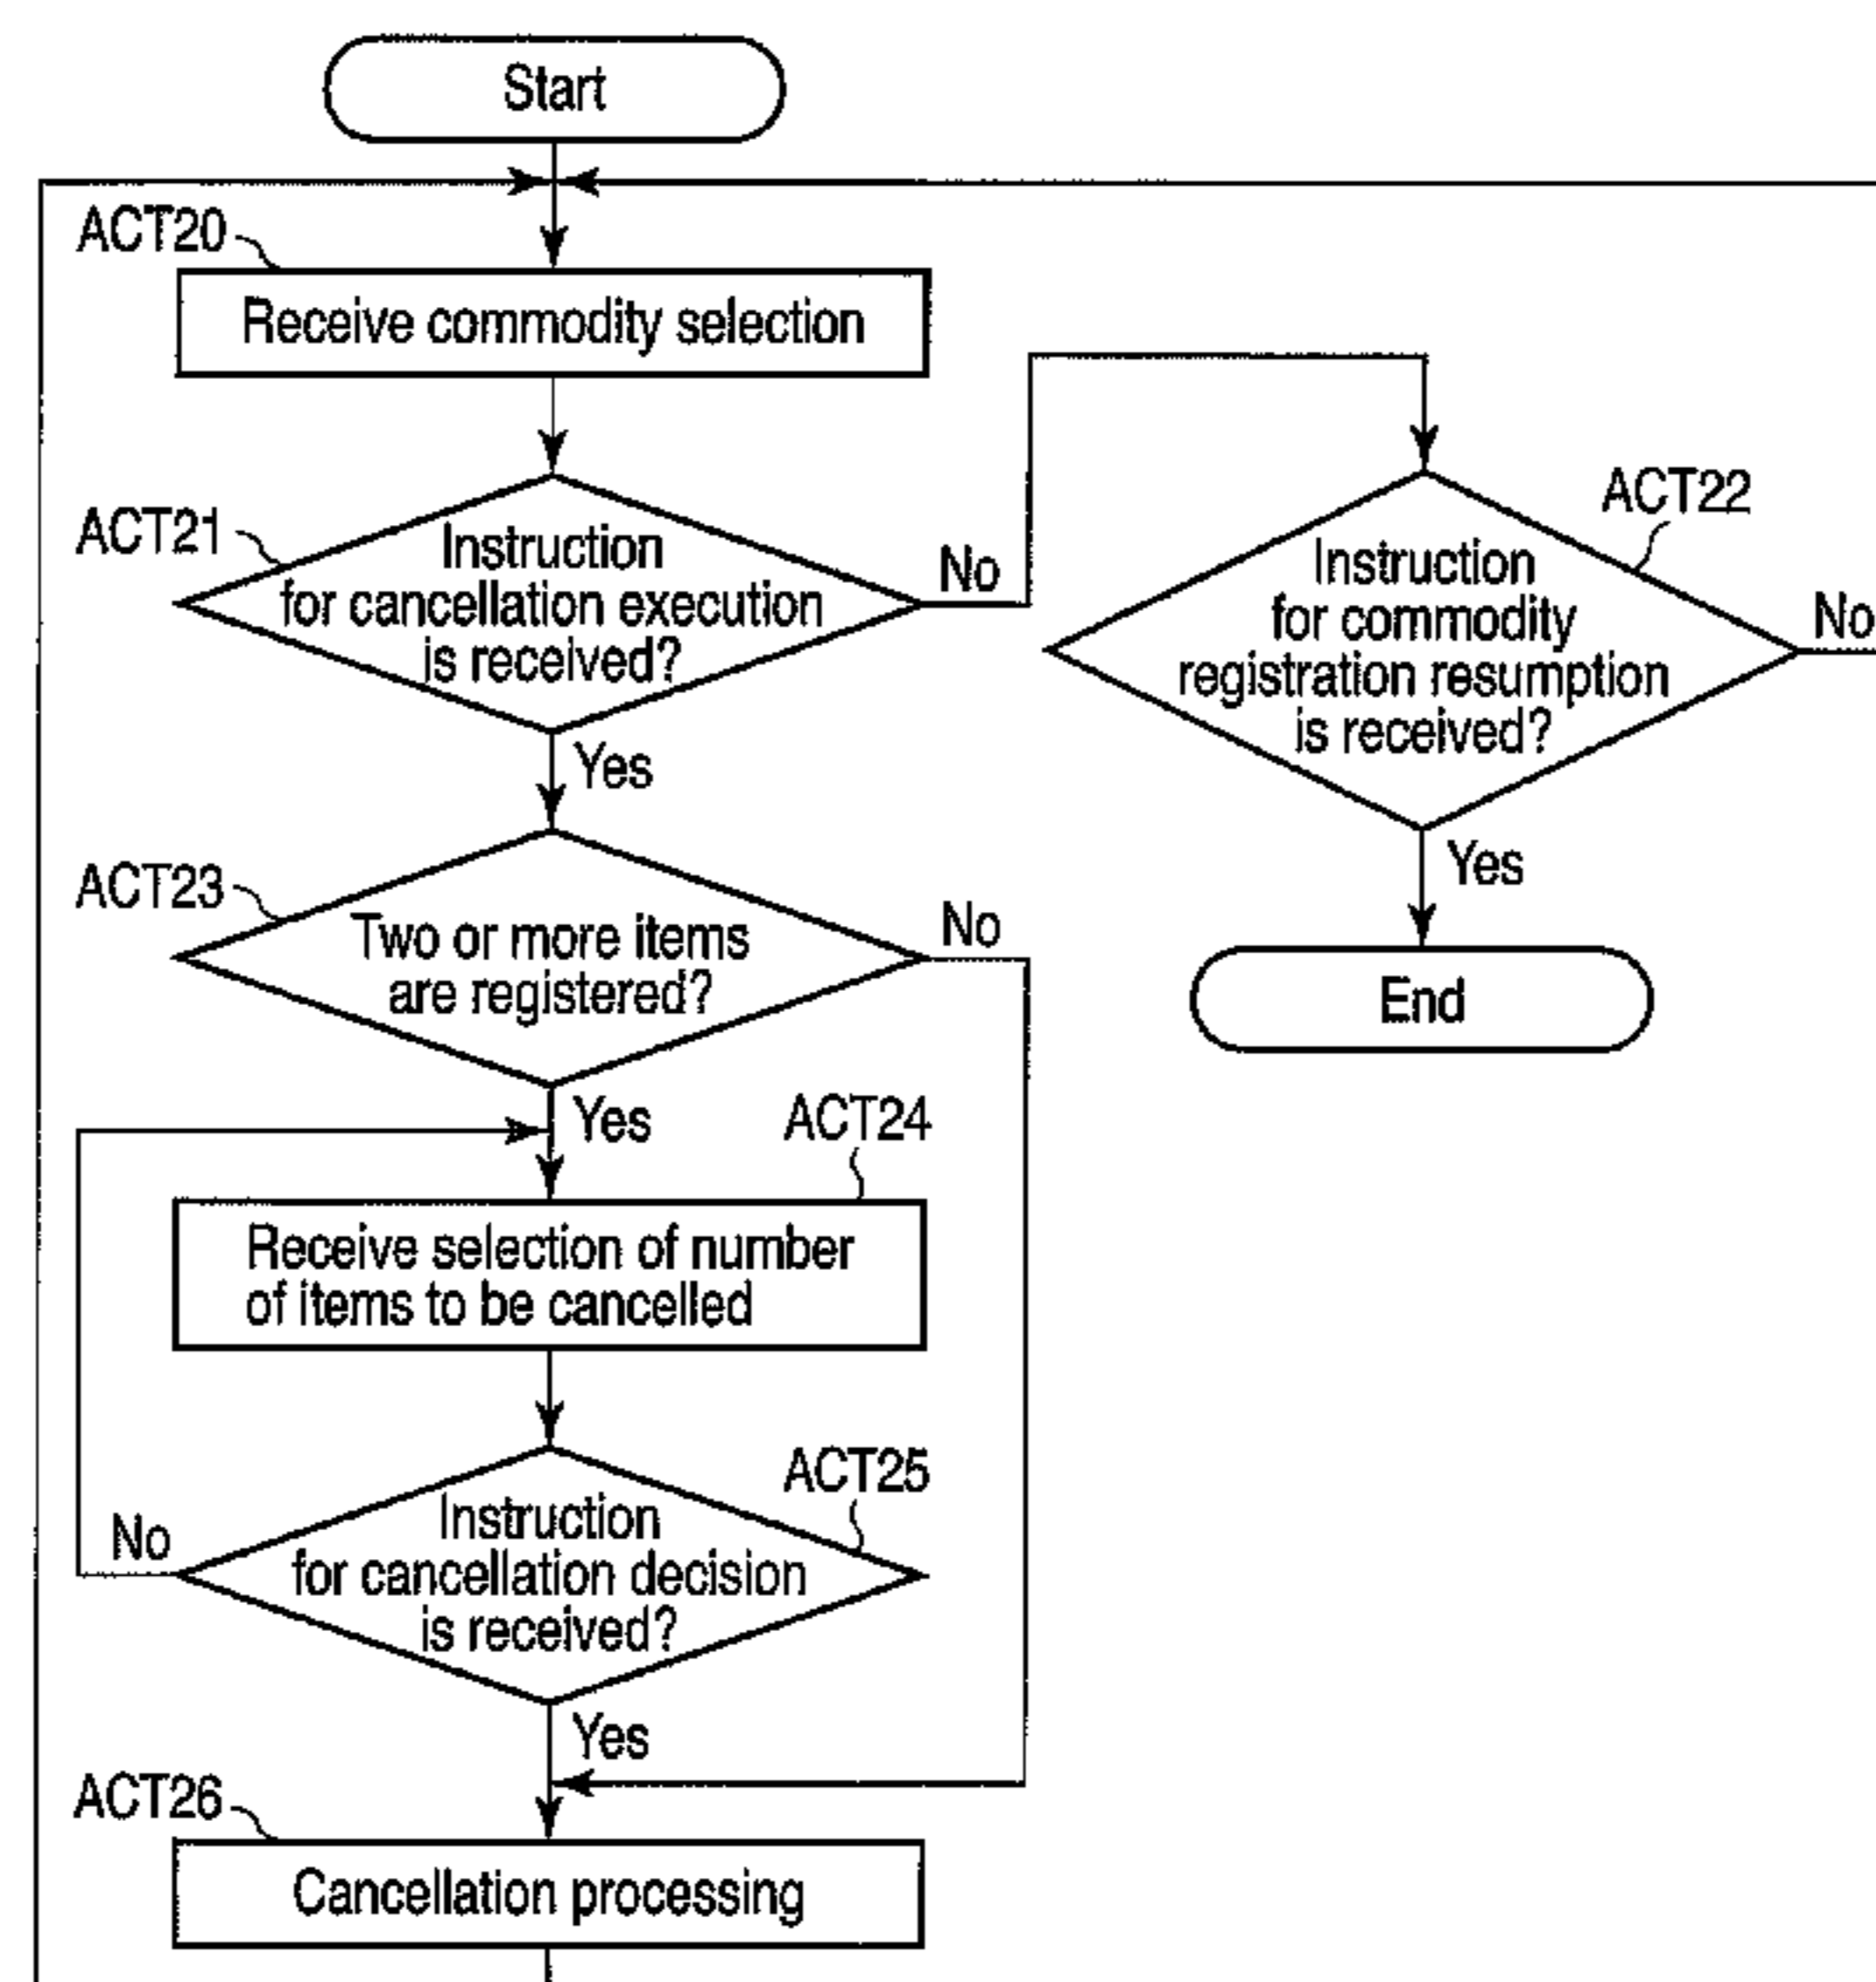 Start
ACT20
Receive commodity selection
ACT21
Instruction
for cancellation execution
is received?
No
Yes
ACT22
Instruction
for commodity
registration resumption
is received?
No
Yes
End
ACT23
Two or more items
are registered?
No
Yes
ACT24
Receive selection of number
of items to be cancelled
ACT25
Instruction
for cancellation decision
is received?
No
Yes
ACT26
Cancellation processing